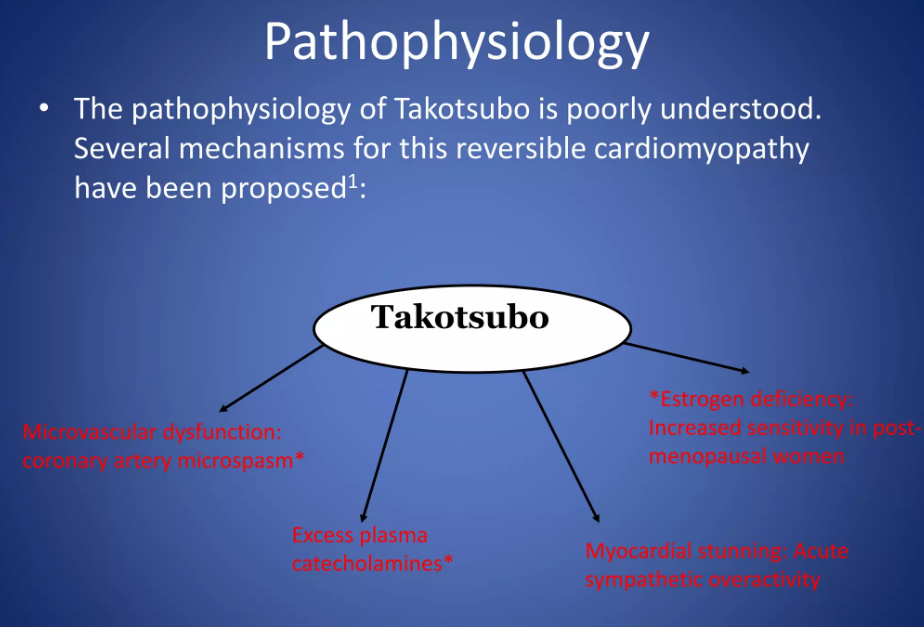 Pathophysiology
• The pathophysiology of Takotsubo is poorly understood.
Several mechanisms for this reversible cardiomyopathy
have been proposed¹:
Takotsubo
*Estrogen deficiency:
Increased sensitivity in post-
menopausal women
Microvascular dysfunction:
coronary artery microspasm*
Excess plasma
catecholamines*
Myocardial stunning: Acute
sympathetic overactivity